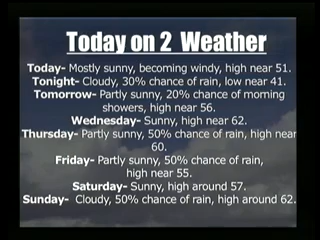 Today on 2 Weather
Today- Mostly sunny, becoming windy, high near 51.
Tonight- Cloudy, 30% chance of rain, low near 41.
Tomorrow- Partly sunny, 20% chance of morning
showers, high near 56.
Wednesday- Sunny, high near 62.
Thursday- Partly sunny, 50% chance of rain, high near
60.
Friday- Partly sunny, 50% chance of rain,
high near 55.
Saturday- Sunny, high around 57.
Sunday- Cloudy, 50% chance of rain, high around 62.